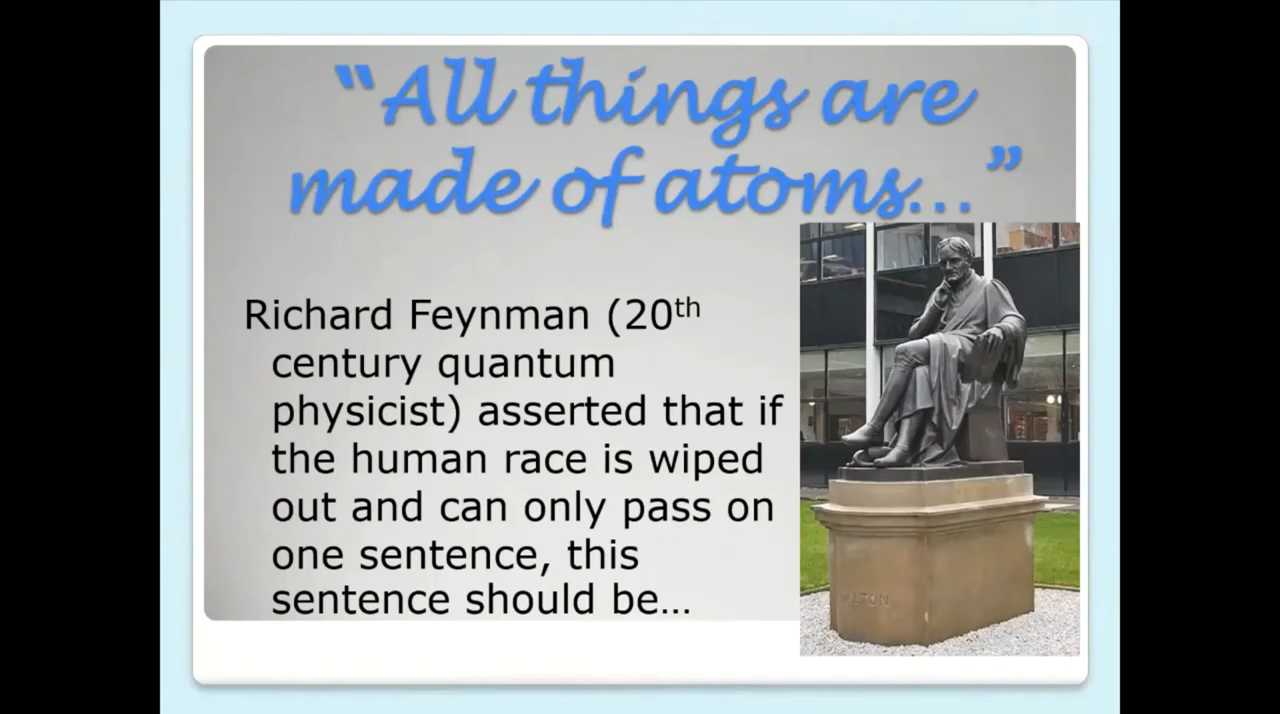 “All things are
made of atoms…”
Richard Feynman (20th
century quantum
physicist) asserted that if
the human race is wiped
out and can only pass on
one sentence, this
sentence should be…